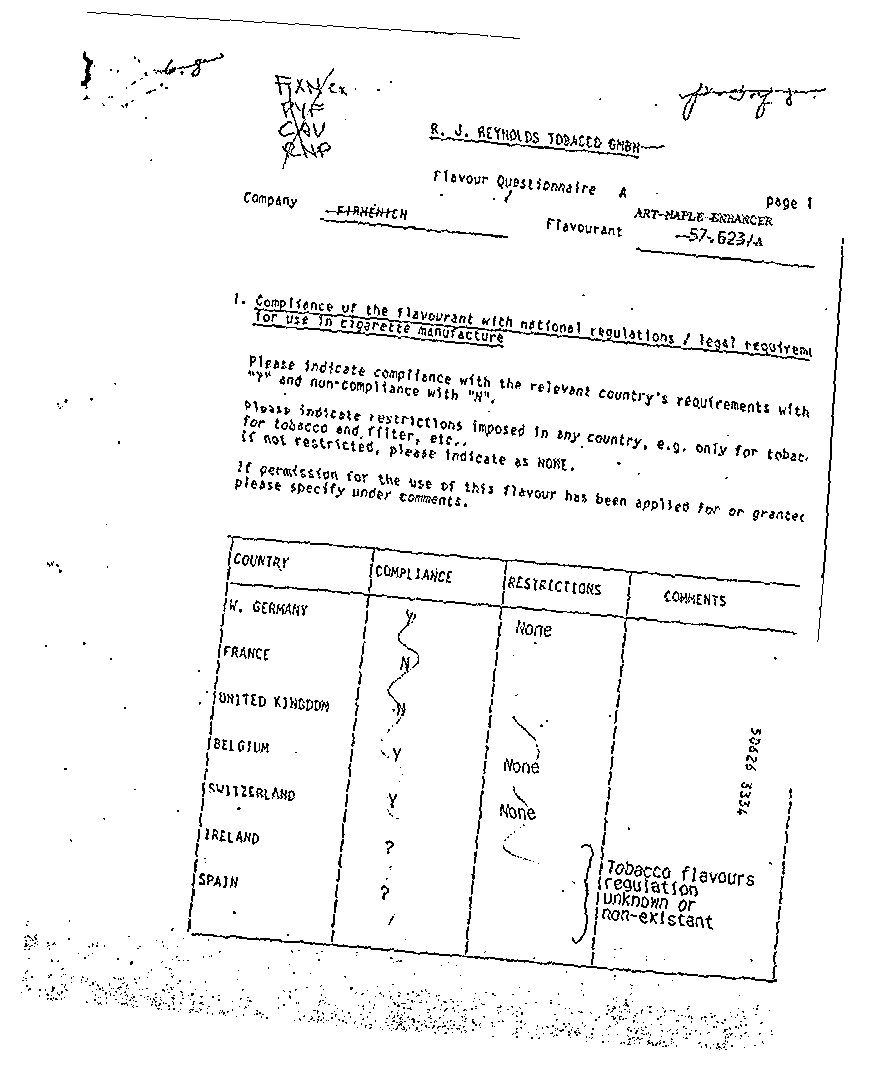 FXN/cx
PYF
CAV
RNP
R. J. REYNOLDS TOBACCO GMBH
Flavour Questionnaire A
page 1
Company FIRMENICH
Flavourant ART-MAPLE-ENHANCER
57.623/A
1. Compliance of the flavourant with national regulations / legal requirem
for use in cigarette manufacture
Please indicate compliance with the relevant country's requirements with
"Y" and non-compliance with "N".
Please indicate restrictions imposed in any country, e.g. only for tobac
for tobacco and filter, etc..
If not restricted, please indicate as NONE.
If permission for the use of this flavour has been applied for or grantec
please specify under comments.
COUNTRY COMPLIANCE RESTRICTIONS COMMENTS
W. GERMANY Y None
FRANCE N
UNITED KINGDOM N
BELGIUM Y None
SWITZERLAND Y None
IRELAND ?
SPAIN ?
Tobacco flavours
regulation
unknown or
non-existant
50626 3334